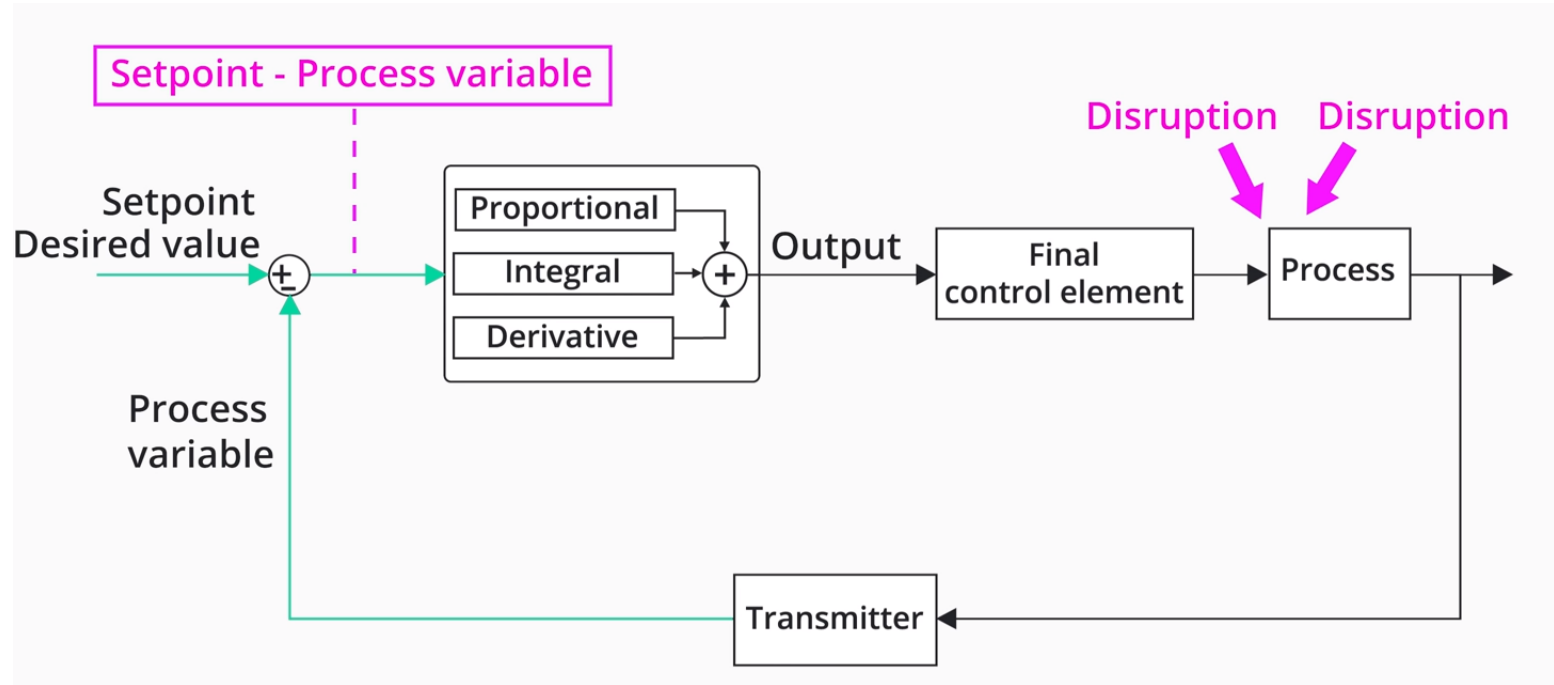 Setpoint - Process variable
Disruption Disruption
Setpoint
Desired value
Proportional
Integral
Derivative
+
-
+
Output
Final
control element
Process
Process
variable
Transmitter